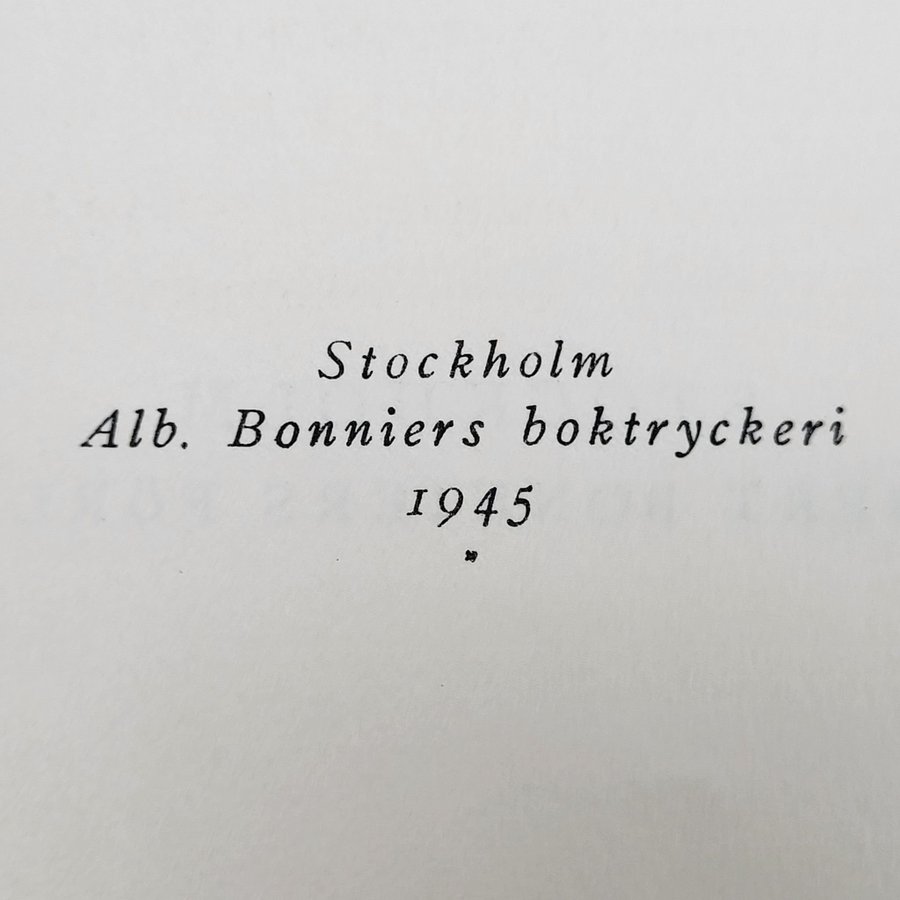 Stockholm
Alb. Bonniers boktryckeri
1945